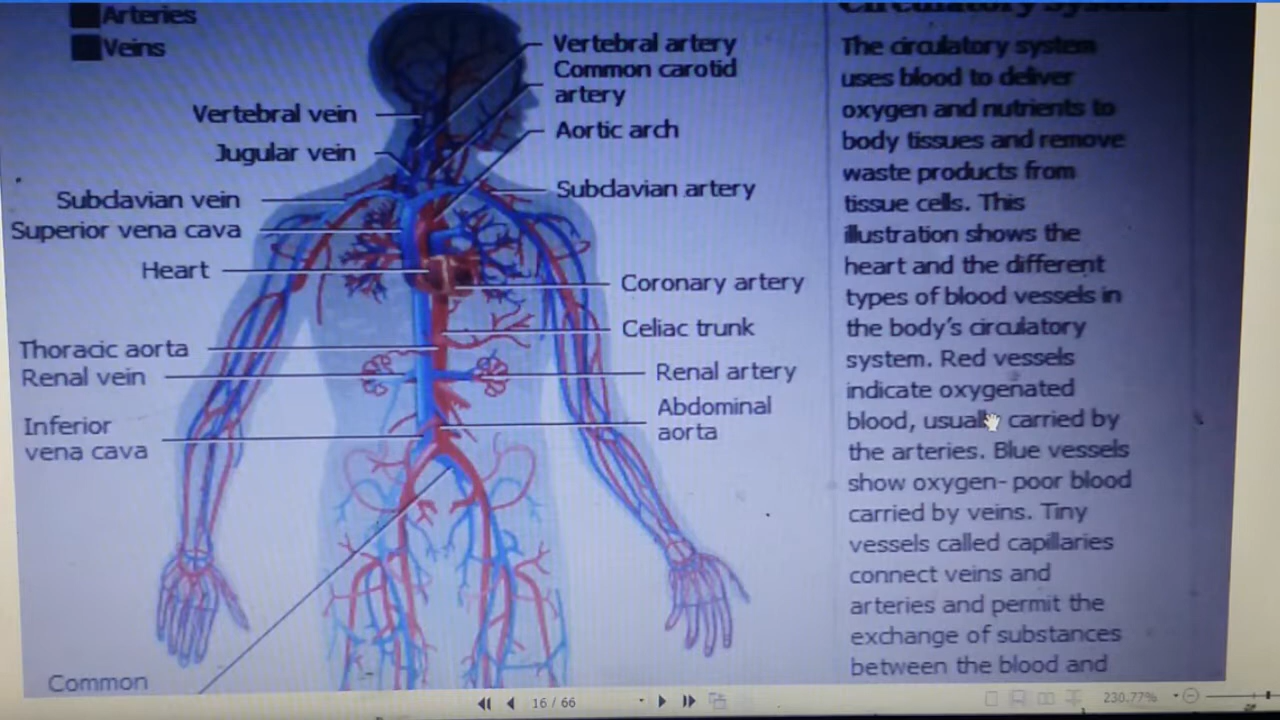 Arteries
Veins
Vertebral vein
Jugular vein
Subclavian vein
Superior vena cava
Heart
Thoracic aorta
Renal vein
Inferior
vena cava
Common
Vertebral artery
Common carotid
artery
Aortic arch
Subclavian artery
Coronary artery
Celiac trunk
Renal artery
Abdominal
aorta
Circulatory System
The circulatory system
uses blood to deliver
oxygen and nutrients to
body tissues and remove
waste products from
tissue cells. This
illustration shows the
heart and the different
types of blood vessels in
the body's circulatory
system. Red vessels
indicate oxygenated
blood, usually carried by
the arteries. Blue vessels
show oxygen- poor blood
carried by veins. Tiny
vessels called capillaries
connect veins and
arteries and permit the
exchange of substances
between the blood and
16 / 66
230.77%